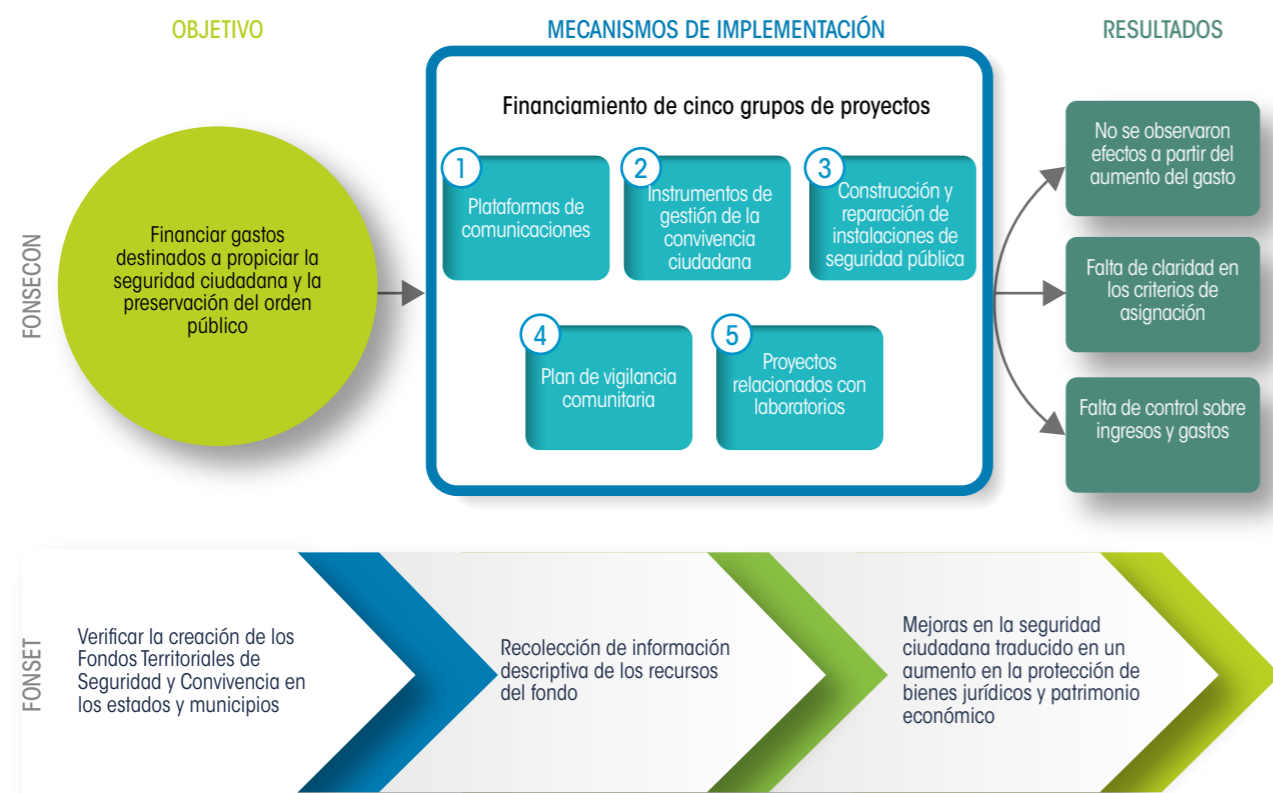 OBJETIVO
MECANISMOS DE IMPLEMENTACIÓN
RESULTADOS
FONSECON
Financiar gastos
destinados a propiciar la
seguridad ciudadana y la
preservación del orden
público
Financiamiento de cinco grupos de proyectos
1
Plataformas de
comunicaciones
2
Instrumentos de
gestión de la
convivencia
ciudadana
3
Construcción y
reparación de
instalaciones de
seguridad pública
4
Plan de vigilancia
comunitaria
5
Proyectos
relacionados con
laboratorios
No se observaron
efectos a partir del
aumento del gasto
Falta de claridad en
los criterios de
asignación
Falta de control sobre
ingresos y gastos
FONSET
Verificar la creación de los
Fondos Territoriales de
Seguridad y Convivencia en
los estados y municipios
Recolección de información
descriptiva de los recursos
del fondo
Mejoras en la seguridad
ciudadana traducido en un
aumento en la protección de
bienes jurídicos y patrimonio
económico